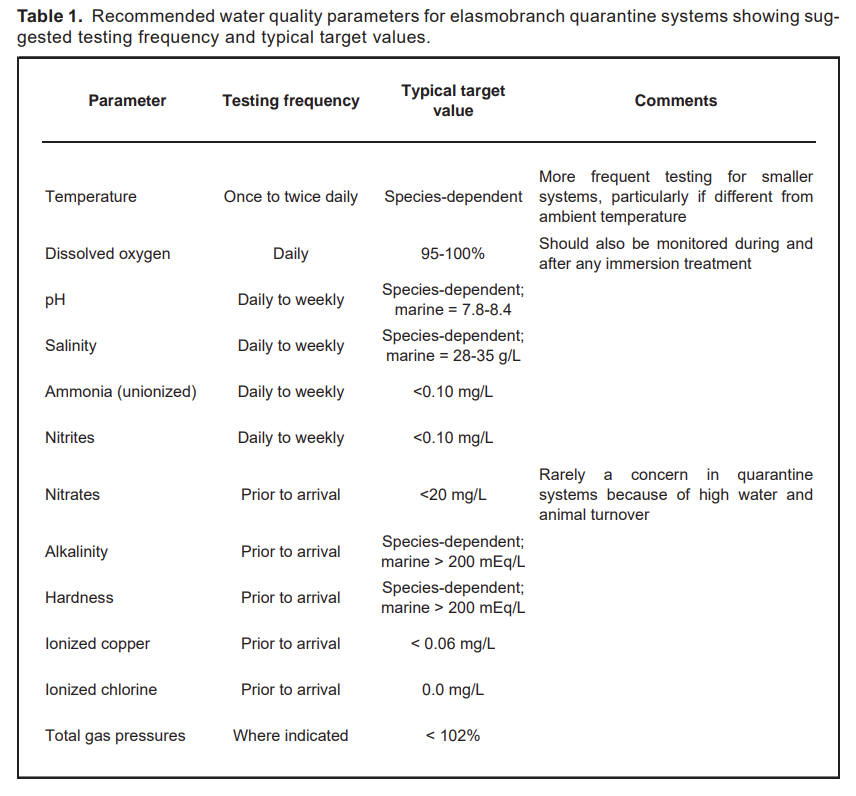 Table 1. Recommended water quality parameters for elasmobranch quarantine systems showing sug-
gested testing frequency and typical target values.
Parameter Testing frequency Typical target value Comments
Temperature Once to twice daily Species-dependent More frequent testing for smaller systems, particularly if different from ambient temperature
Dissolved oxygen Daily 95-100% Should also be monitored during and after any immersion treatment
pH Daily to weekly Species-dependent; marine = 7.8-8.4
Salinity Daily to weekly Species-dependent; marine = 28-35 g/L
Ammonia (unionized) Daily to weekly <0.10 mg/L
Nitrites Daily to weekly <0.10 mg/L
Nitrates Prior to arrival <20 mg/L Rarely a concern in quarantine systems because of high water and animal turnover
Alkalinity Prior to arrival Species-dependent; marine > 200 mEq/L
Hardness Prior to arrival Species-dependent; marine > 200 mEq/L
Ionized copper Prior to arrival < 0.06 mg/L
Ionized chlorine Prior to arrival 0.0 mg/L
Total gas pressures Where indicated < 102%